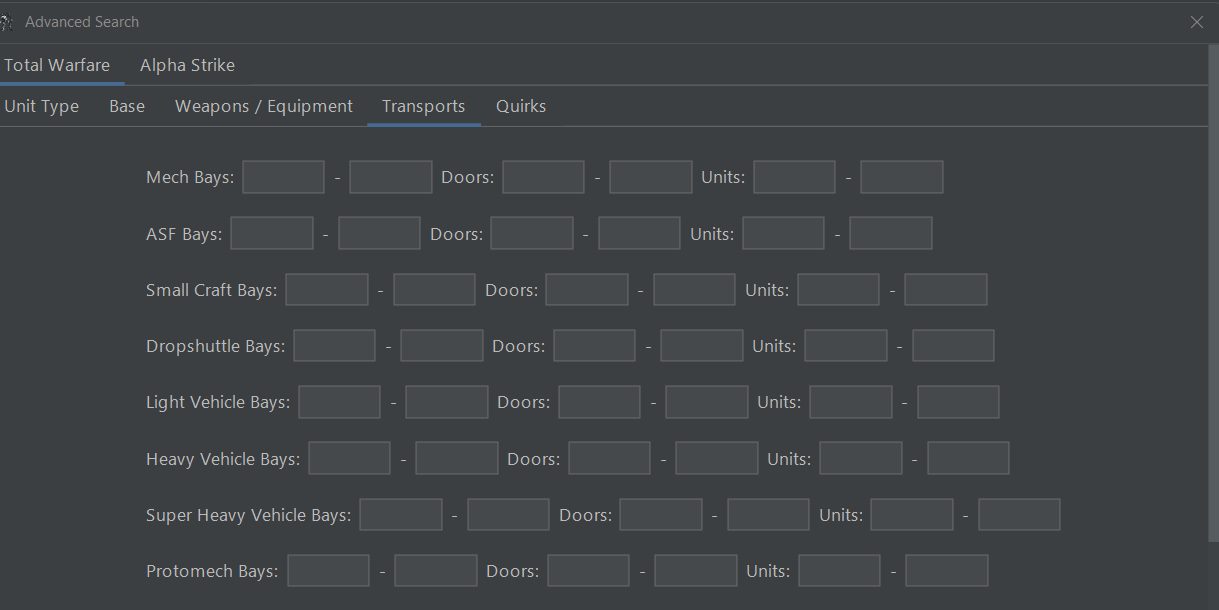 Advanced Search
Total Warfare Alpha Strike
Unit Type Base Weapons / Equipment Transports Quirks
Mech Bays: - Doors: - Units: -
ASF Bays: - Doors: - Units: -
Small Craft Bays: - Doors: - Units: -
Dropshuttle Bays: - Doors: - Units: -
Light Vehicle Bays: - Doors: - Units: -
Heavy Vehicle Bays: - Doors: - Units: -
Super Heavy Vehicle Bays: - Doors: - Units: -
Protomech Bays: - Doors: - Units: -